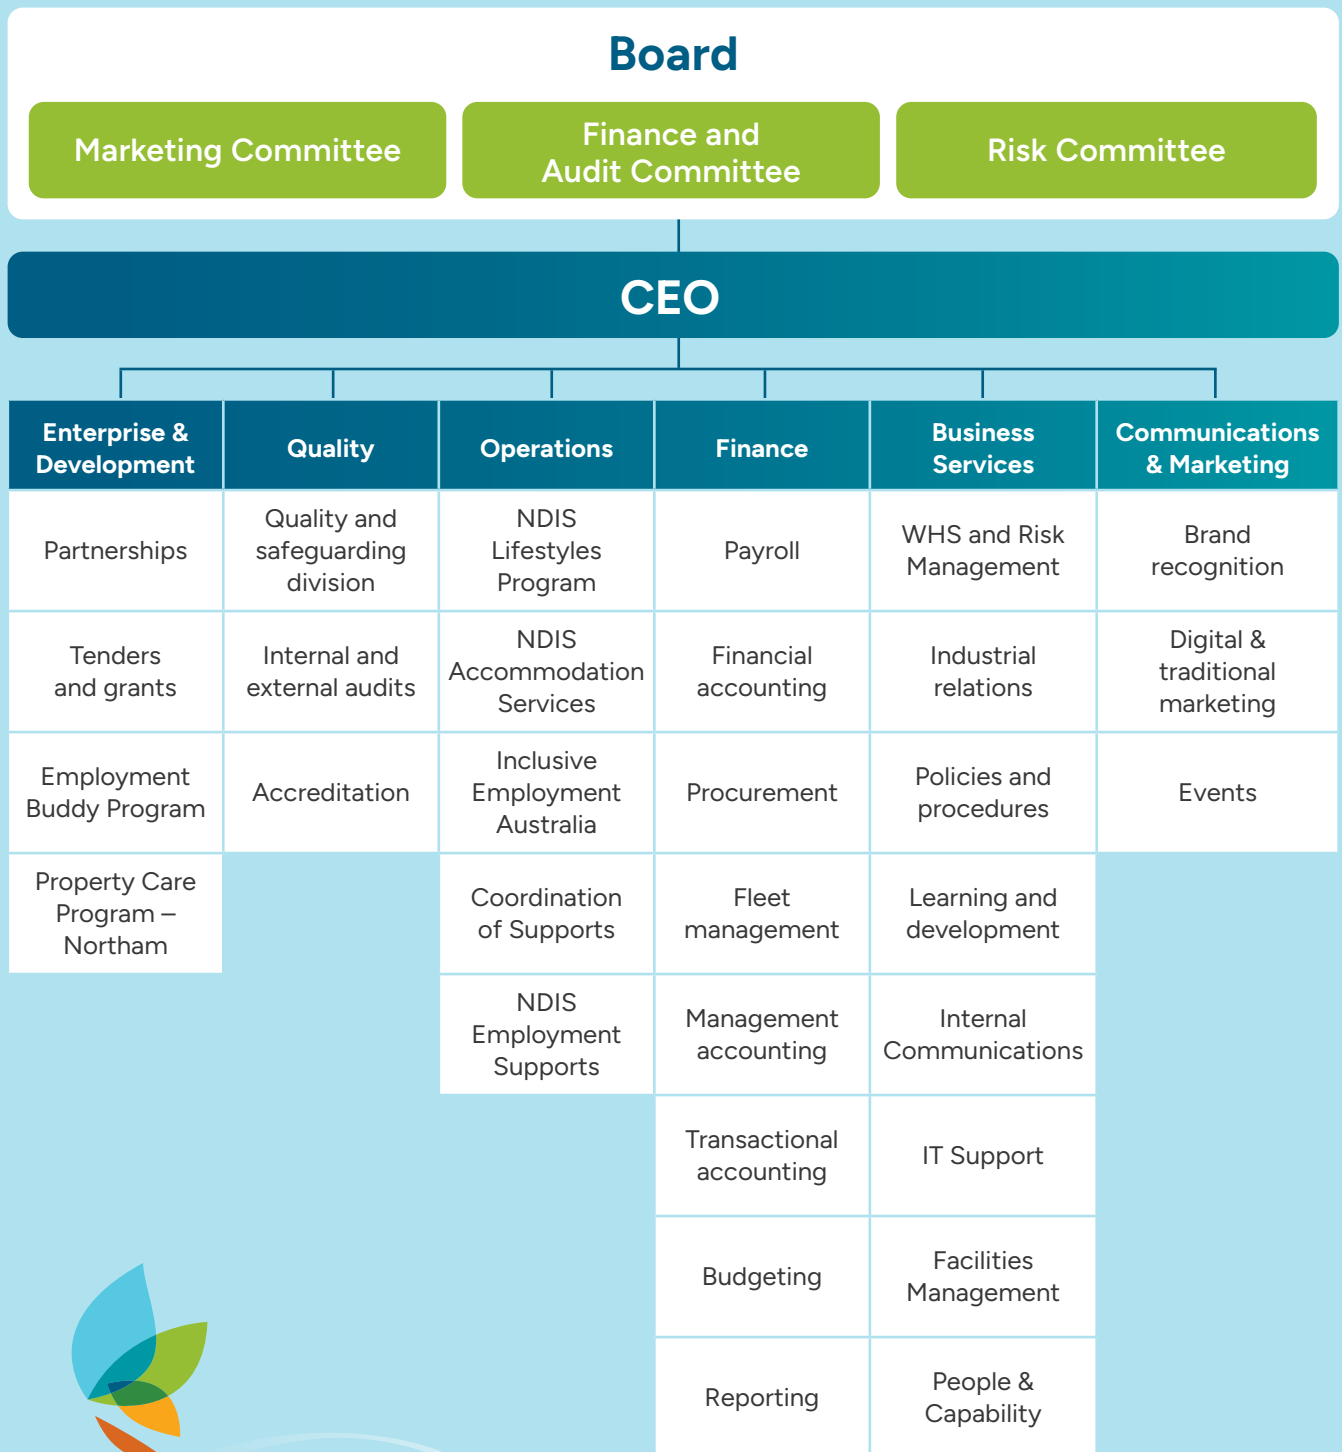 Board
Marketing Committee
Finance and
Audit Committee
Risk Committee
CEO
Enterprise &
Development
Quality
Operations
Finance
Business
Services
Communications
& Marketing
Partnerships
Quality and
safeguarding
division
NDIS
Lifestyles
Program
Payroll
WHS and Risk
Management
Brand
recognition
Tenders
and grants
Internal and
external audits
NDIS
Accommodation
Services
Financial
accounting
Industrial
relations
Digital &
traditional
marketing
Employment
Buddy Program
Accreditation
Inclusive
Employment
Australia
Procurement
Policies and
procedures
Events
Property Care
Program –
Northam
Coordination
of Supports
Fleet
management
Learning and
development
NDIS
Employment
Supports
Management
accounting
Internal
Communications
Transactional
accounting
IT Support
Budgeting
Facilities
Management
Reporting
People &
Capability